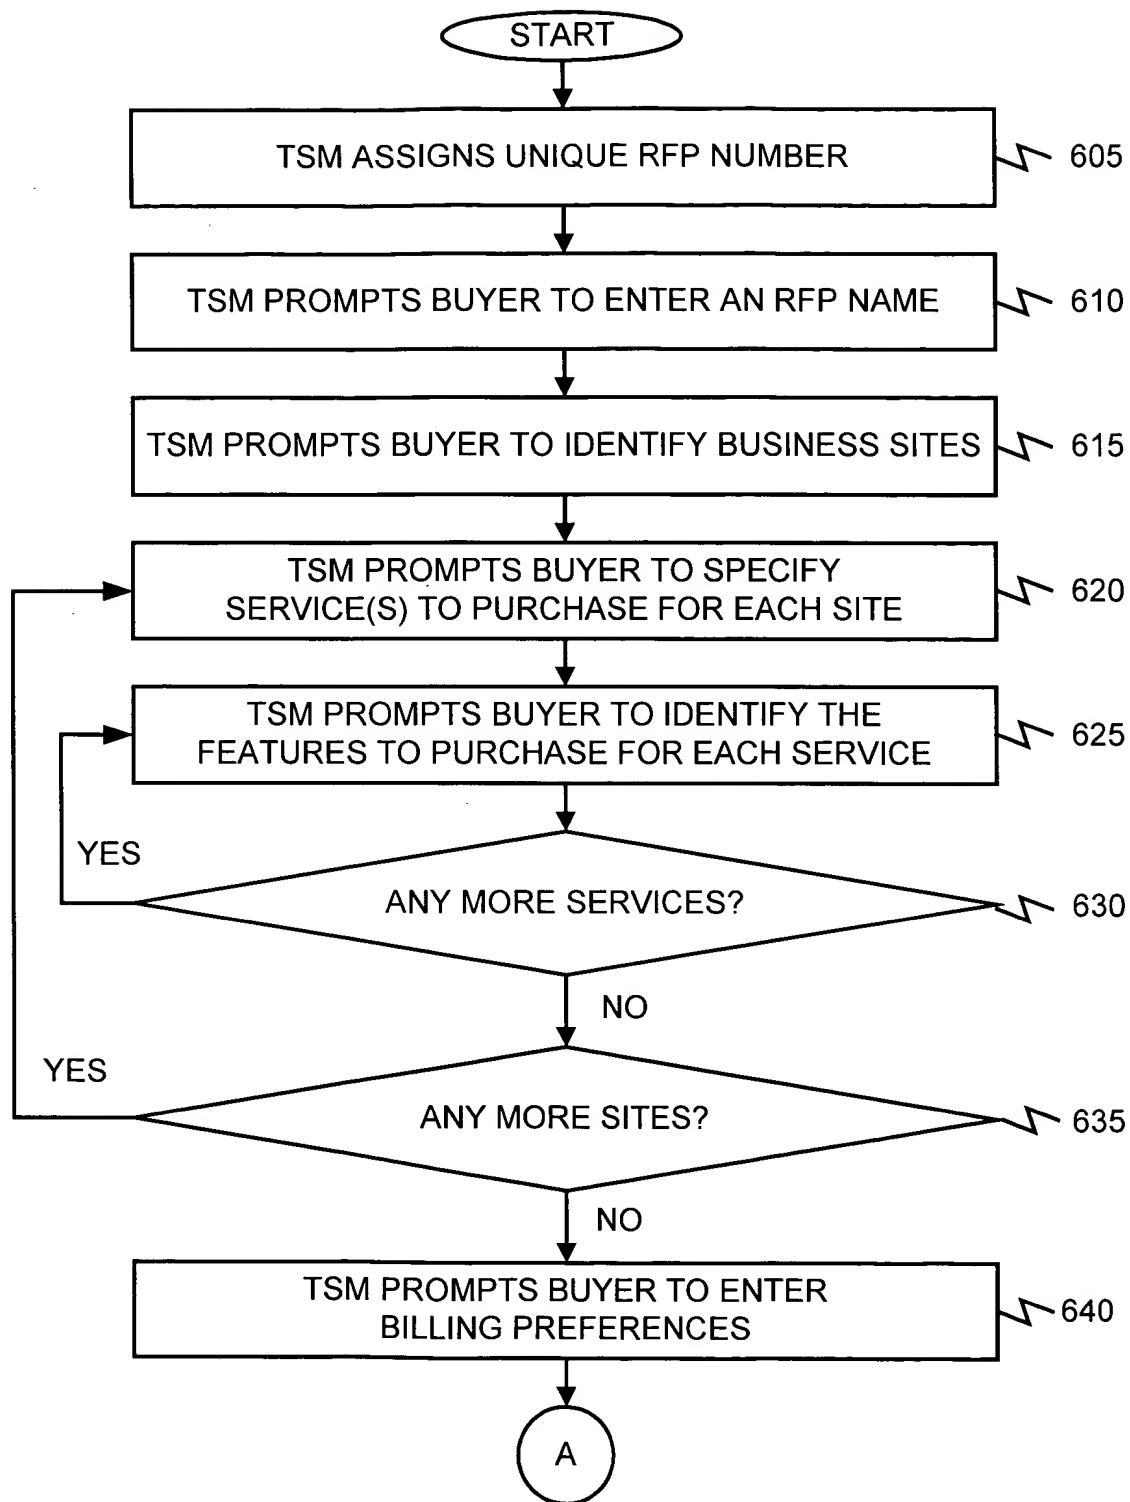 START
TSM ASSIGNS UNIQUE RFP NUMBER
605
TSM PROMPTS BUYER TO ENTER AN RFP NAME
610
TSM PROMPTS BUYER TO IDENTIFY BUSINESS SITES
615
TSM PROMPTS BUYER TO SPECIFY
SERVICE(S) TO PURCHASE FOR EACH SITE
620
TSM PROMPTS BUYER TO IDENTIFY THE
FEATURES TO PURCHASE FOR EACH SERVICE
625
YES
ANY MORE SERVICES?
630
NO
YES
ANY MORE SITES?
635
NO
TSM PROMPTS BUYER TO ENTER
BILLING PREFERENCES
640
A